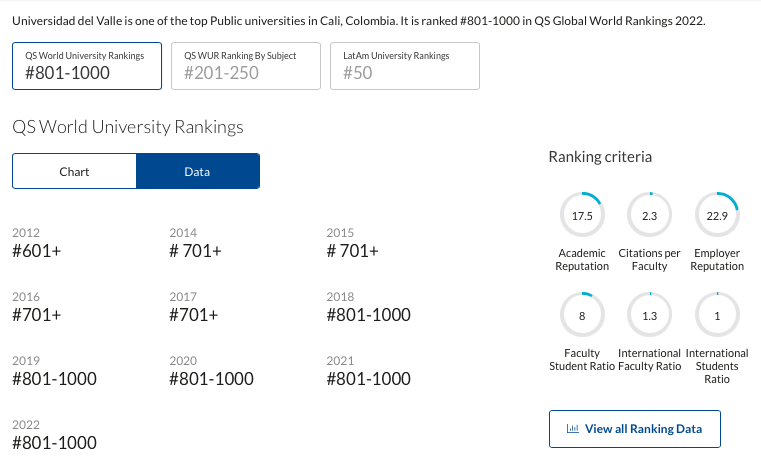 Universidad del Valle is one of the top Public universities in Cali, Colombia. It is ranked #801-1000 in QS Global World Rankings 2022.
QS World University Rankings
#801-1000
QS WUR Ranking By Subject
#201-250
LatAm University Rankings
#50
QS World University Rankings
Chart
Data
2012
#601+
2014
# 701+
2015
# 701+
2016
#701+
2017
#701+
2018
#801-1000
2019
#801-1000
2020
#801-1000
2021
#801-1000
2022
#801-1000
Ranking criteria
17.5
Academic
Reputation
2.3
Citations per
Faculty
22.9
Employer
Reputation
8
Faculty
Student Ratio
1.3
International
Faculty Ratio
1
International
Students
Ratio
View all Ranking Data